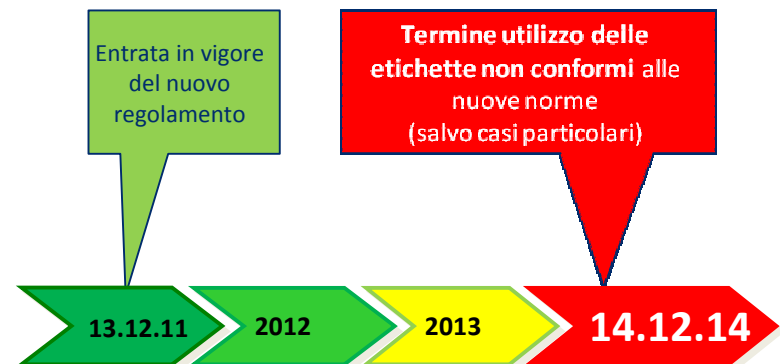 Entrata in vigore
del nuovo
regolamento
Termine utilizzo delle
etichette non conformi alle
nuove norme
(salvo casi particolari)
13.12.11
2012
2013
14.12.14